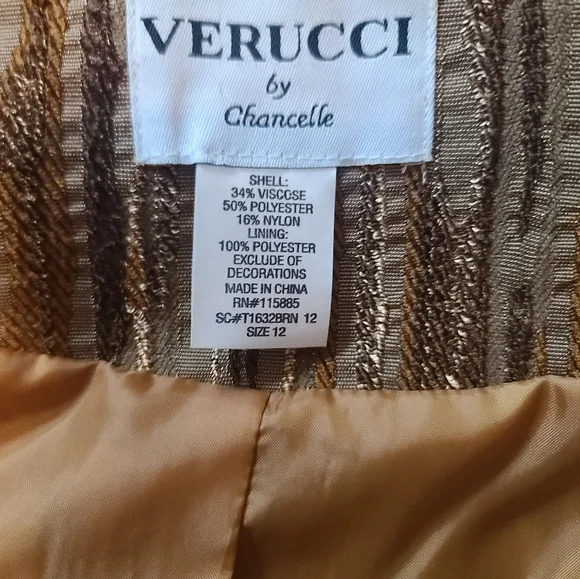 VERUCCI
by
Chancelle
SHELL:
34% VISCOSE
50% POLYESTER
16% NYLON
LINING:
100% POLYESTER
EXCLUDE OF
DECORATIONS
MADE IN CHINA
RN#115885
SC#T1632BRN 12
SIZE 12